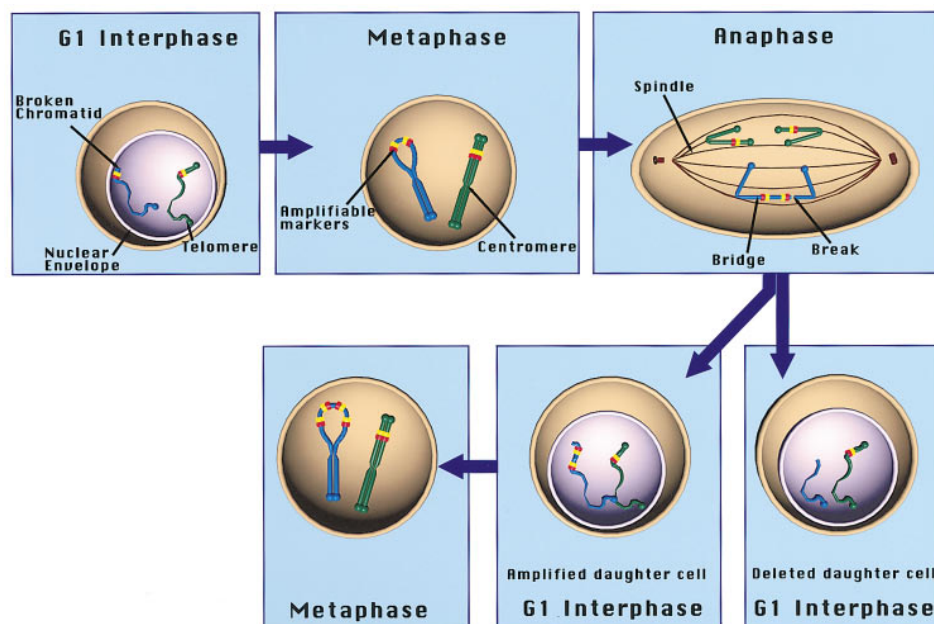 G1 Interphase
Metaphase
Anaphase
Broken
Chromatid
Spindle
Amplifiable
markers
Telomere
Centromere
Nuclear
Envelope
Bridge
Break
Amplified daughter cell
Deleted daughter cell
Metaphase
G1 Interphase
G1 Interphase